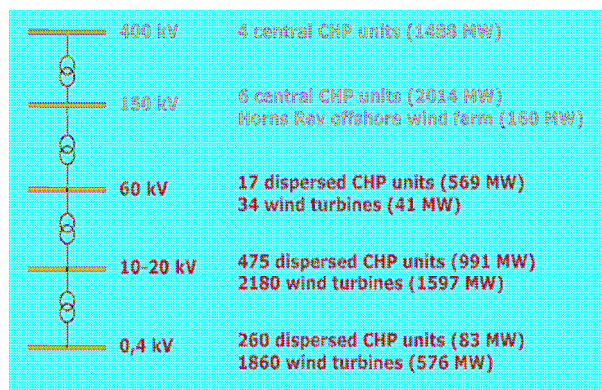 400 kV 4 central CHP units (1488 MW)
150 kV 6 central CHP units (2014 MW)
Horns Rev offshore wind farm (160 MW)
60 kV 17 dispersed CHP units (569 MW)
34 wind turbines (41 MW)
10-20 kV 475 dispersed CHP units (991 MW)
2180 wind turbines (1597 MW)
0,4 kV 260 dispersed CHP units (83 MW)
1860 wind turbines (576 MW)